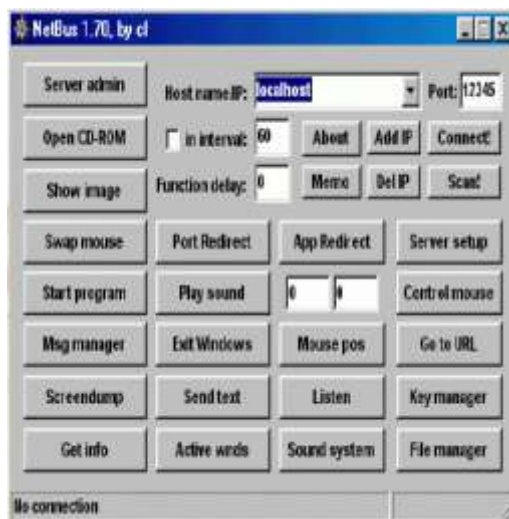 NetBus 1.70, by cf
Server admin
Host name/IP: localhost Port: 12345
Open CD-ROM
in interval: 60 About Add IP Connect!
Show image
Function delay: 0 Memo Del IP Scan!
Swap mouse Port Redirect App Redirect Server setup
Start program Play sound 0 0 Control mouse
Msg manager Exit Windows Mouse pos Go to URL
Screendump Send text Listen Key manager
Get info Active wnds Sound system File manager
No connection